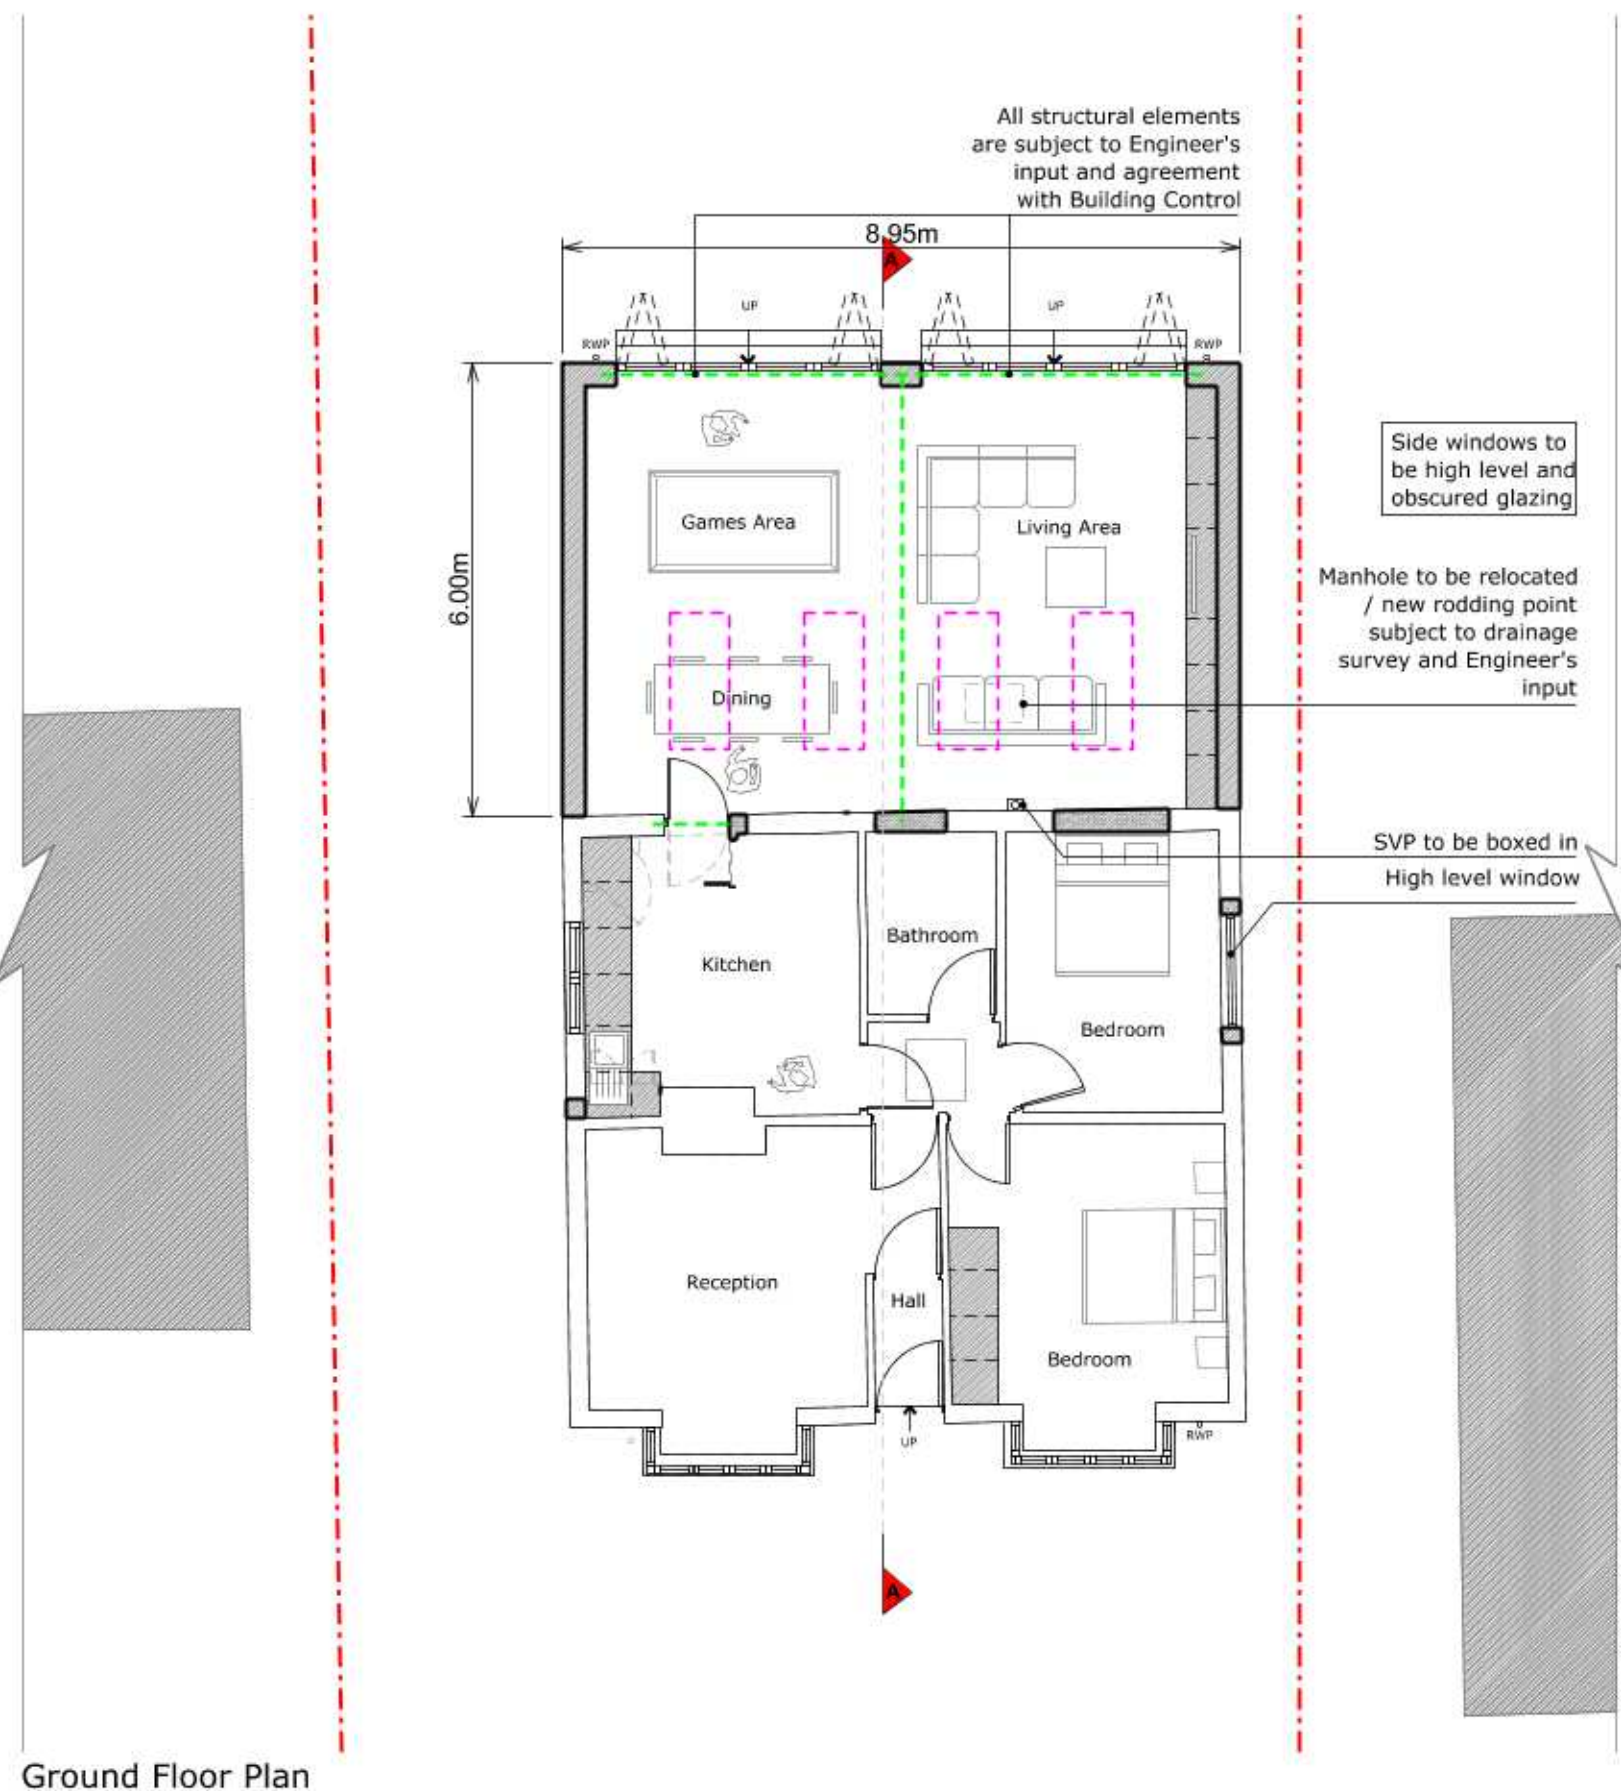 All structural elements
are subject to Engineer's
input and agreement
with Building Control
8.95m
A
UP
UP
RWP
RWP
Side windows to
be high level and
obscured glazing
Games Area
Living Area
6.00m
Manhole to be relocated
/ new rodding point
subject to drainage
survey and Engineer's
input
Dining
SVP to be boxed in
High level window
Bathroom
Kitchen
Bedroom
Reception
Hall
Bedroom
UP
RWP
A
Ground Floor Plan